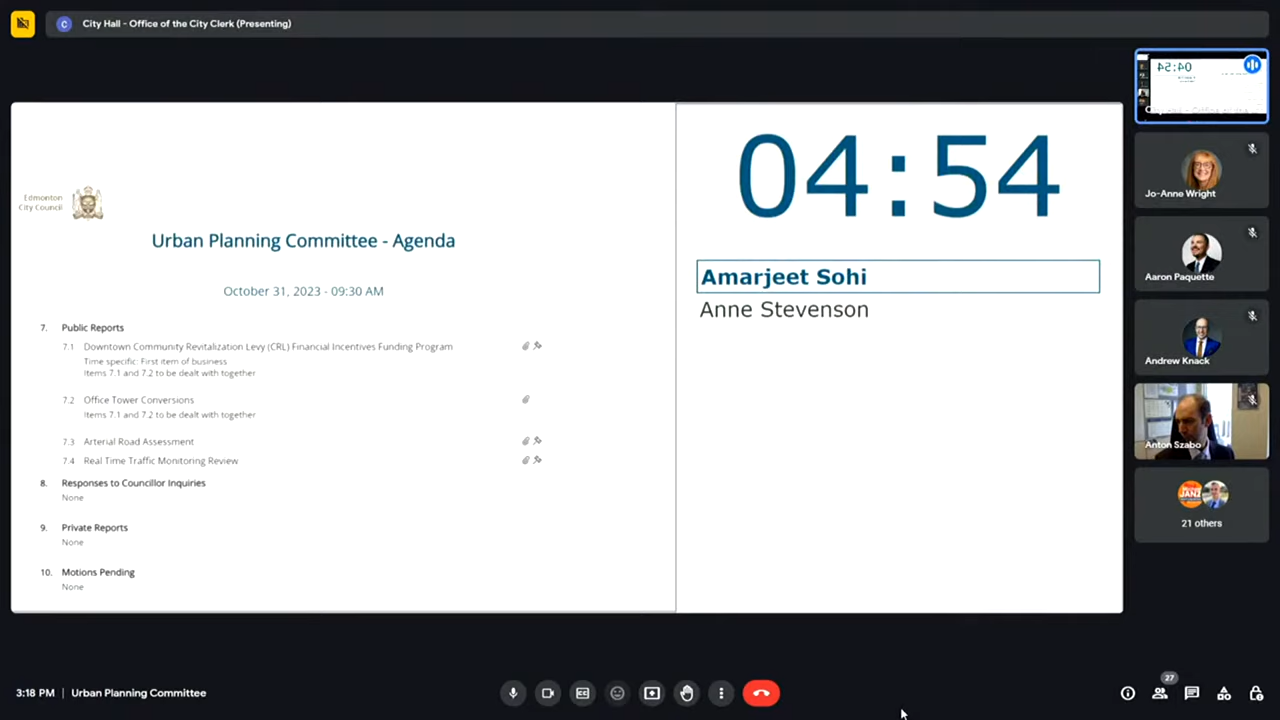 City Hall - Office of the City Clerk (Presenting)
04:54
Edmonton
City Council
Urban Planning Committee - Agenda
October 31, 2023 - 09:30 AM
7. Public Reports
7.1 Downtown Community Revitalization Levy (CRL) Financial Incentives Funding Program
Time specific: First item of business
Items 7.1 and 7.2 to be dealt with together
7.2 Office Tower Conversions
Items 7.1 and 7.2 to be dealt with together
7.3 Arterial Road Assessment
7.4 Real Time Traffic Monitoring Review
8. Responses to Councillor Inquiries
None
9. Private Reports
None
10. Motions Pending
None
04:54
Amarjeet Sohi
Anne Stevenson
Jo-Anne Wright
Aaron Paquette
Andrew Knack
Anton Szabo
JANZ
21 others
3:18 PM | Urban Planning Committee
27